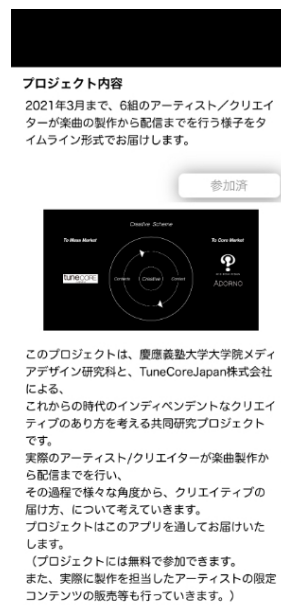 プロジェクト内容
2021年3月まで、6組のアーティスト／クリエイ
ターが楽曲の製作から配信までを行う様子をタ
イムライン形式でお届けします。
参加済
Creative Scheme
To Mass Market
To Core Market
TUNECORE
Contents
Creative
Context
ADORNO
このプロジェクトは、慶應義塾大学大学院メディ
アデザイン研究科と、TuneCoreJapan株式会社
による、
これからの時代のインディペンデントなクリエイ
ティブのあり方を考える共同研究プロジェクト
です。
実際のアーティスト/クリエイターが楽曲製作か
ら配信までを行い、
その過程で様々な角度から、クリエイティブの
届け方、について考えていきます。
プロジェクトはこのアプリを通してお届けいた
します。
（プロジェクトには無料で参加できます。
また、実際に製作を担当したアーティストの限定
コンテンツの販売等も行っていきます。）